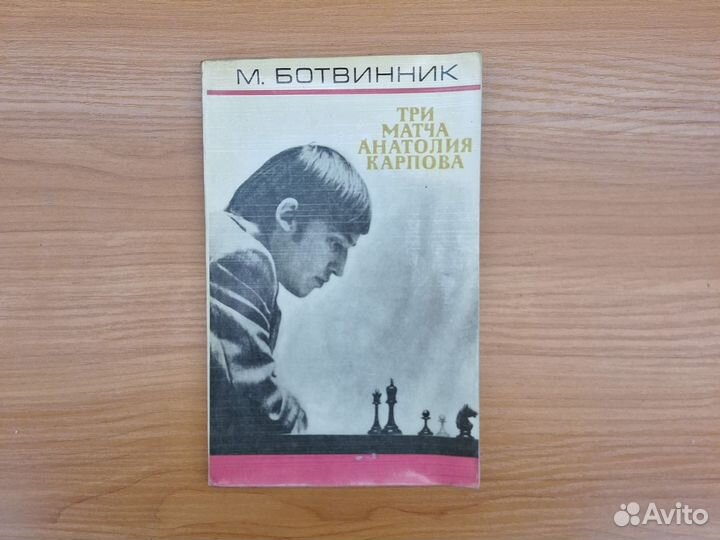 М. БОТВИННИК
ТРИ
МАТЧА
АНАТОЛИЯ
КАРПОВА
Avito